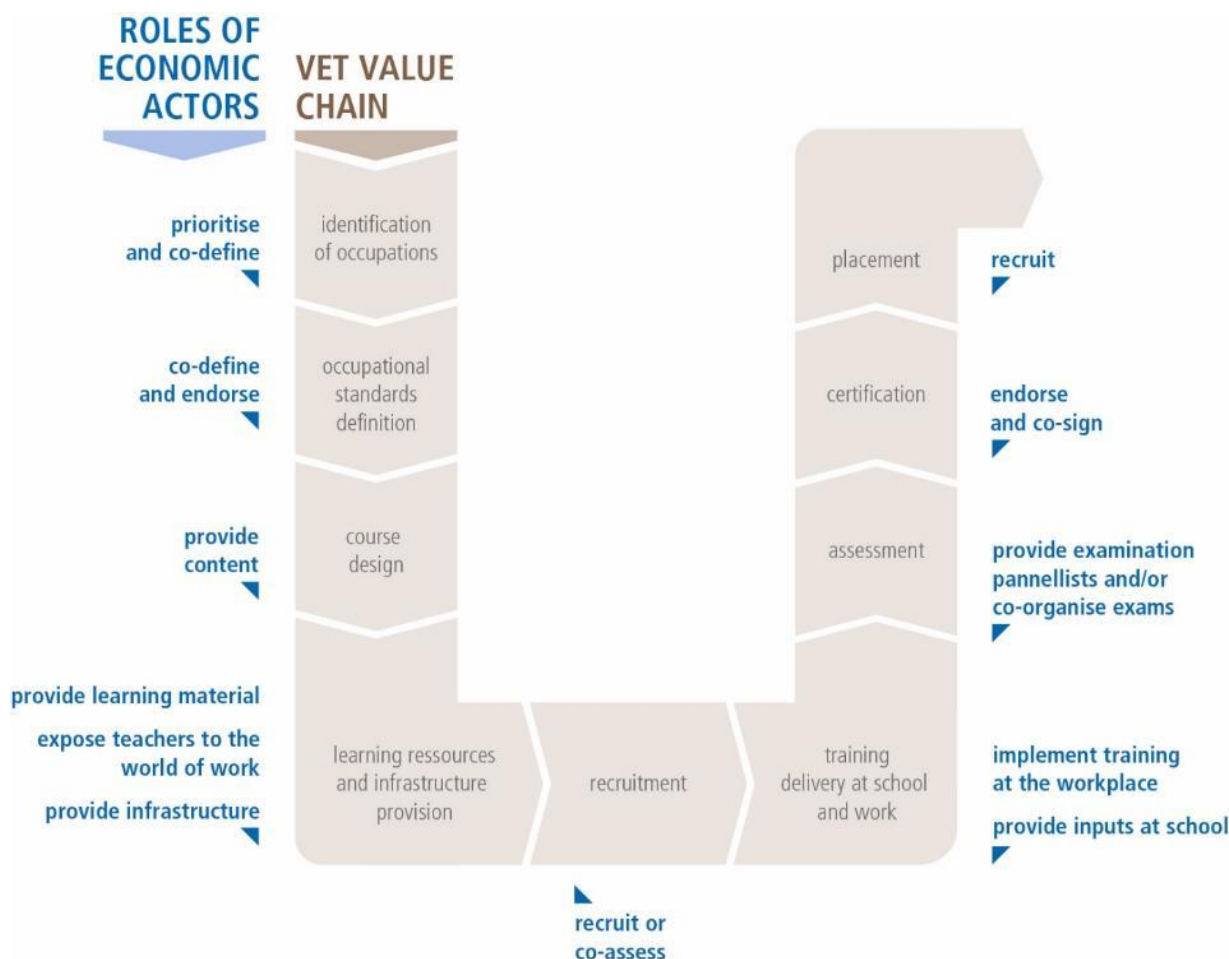 ROLES OF
ECONOMIC
ACTORS
VET VALUE
CHAIN
prioritise
and co-define
identification
of occupations
co-define
and endorse
occupational
standards
definition
provide
content
course
design
provide learning material
expose teachers to the
world of work
provide infrastructure
learning ressources
and infrastructure
provision
recruitment
recruit or
co-assess
training
delivery at school
and work
implement training
at the workplace
provide inputs at school
assessment
provide examination
pannellists and/or
co-organise exams
certification
endorse
and co-sign
placement
recruit